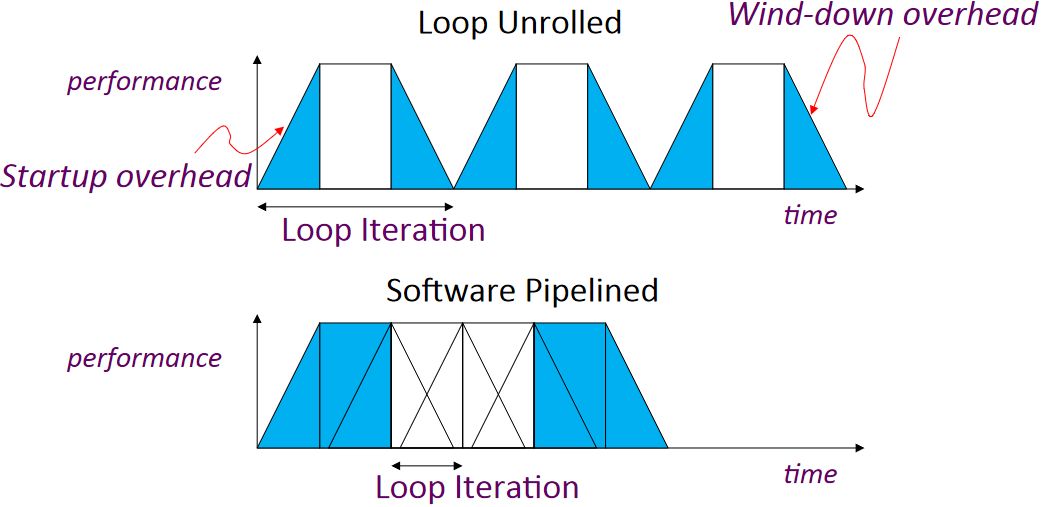 Loop Unrolled
Wind-down overhead
performance
Startup overhead
time
Loop Iteration
Software Pipelined
performance
time
Loop Iteration